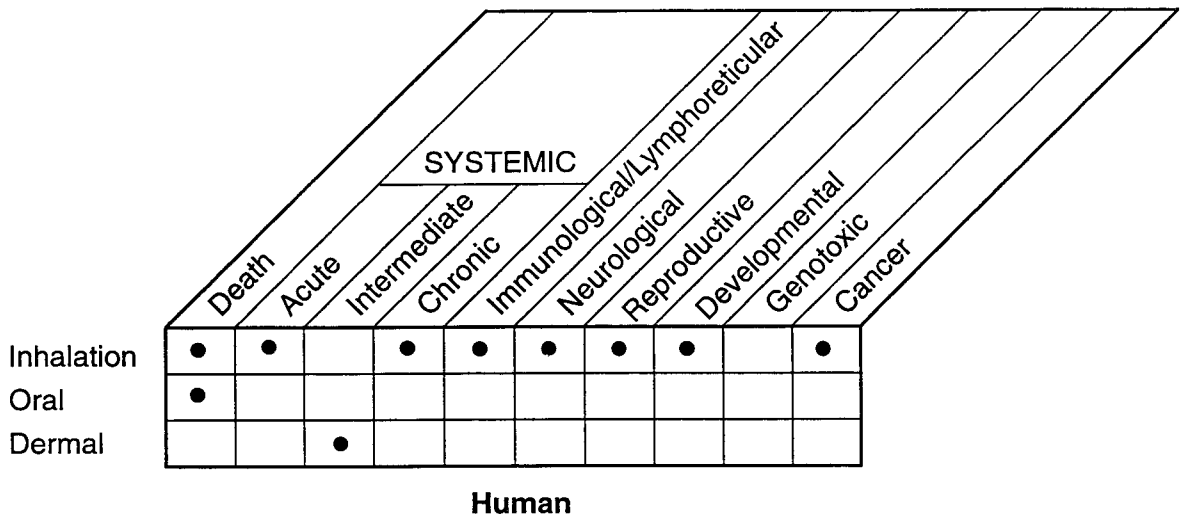 SYSTEMIC
Death
Acute
Intermediate
Chronic
Immunological/Lymphoreticular
Neurological
Reproductive
Developmental
Genotoxic
Cancer
Inhalation
Oral
Dermal
Human